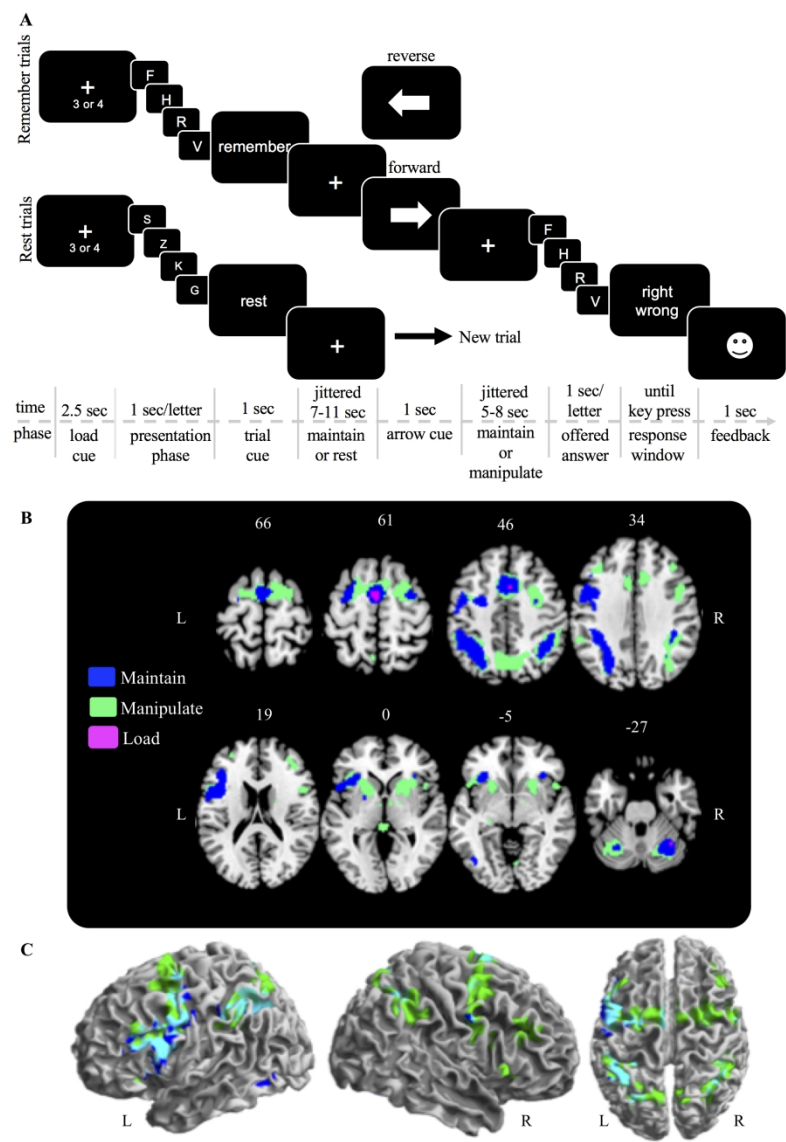 A
Remember trials
+
3 or 4
F
H
R
V
remember
+
reverse
forward
+
F
H
R
V
right
wrong
Rest trials
+
3 or 4
S
Z
K
G
rest
+
New trial
time
2.5 sec
1 sec/letter
1 sec
jittered
7-11 sec
1 sec
jittered
5-8 sec
1 sec/
letter
until
key press
1 sec
phase
load
cue
presentation
phase
trial
cue
maintain
or rest
arrow cue
maintain
or
manipulate
offered
answer
response
window
feedback
B
66
61
46
34
L
R
Maintain
Manipulate
Load
19
0
-5
-27
L
R
C
L
R
L
R